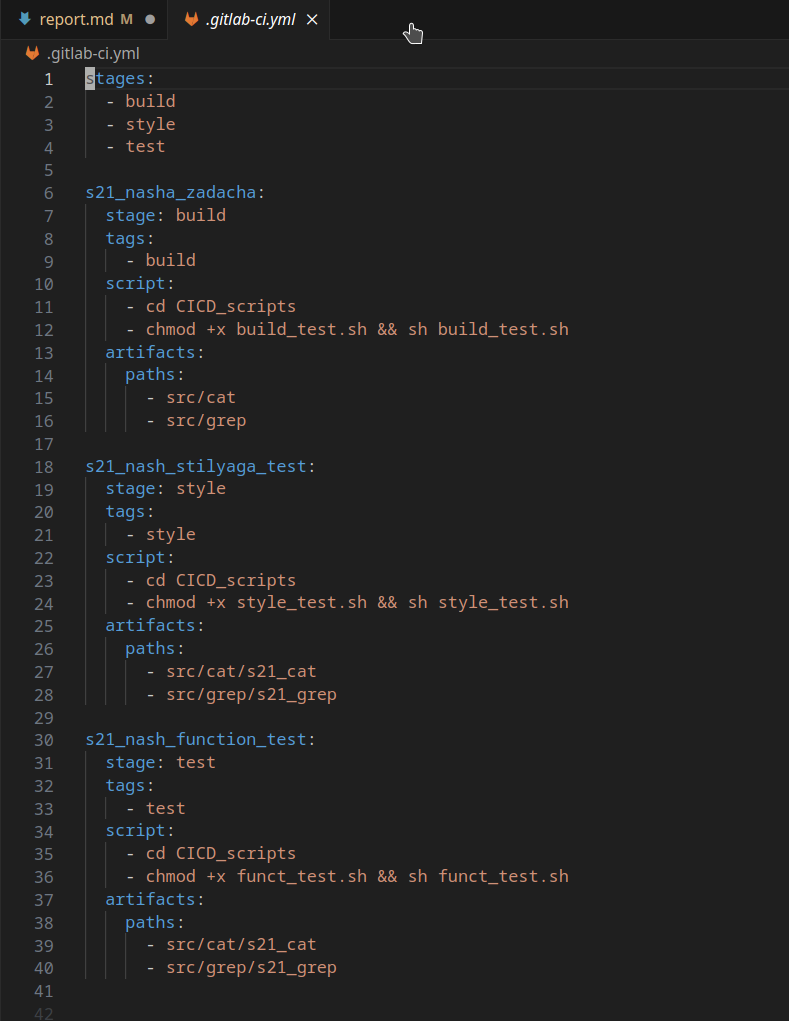 report.md M
.gitlab-ci.yml
.gitlab-ci.yml
1 stages:
2   - build
3   - style
4   - test
5
6 s21_nasha_zadacha:
7   stage: build
8   tags:
9     - build
10   script:
11     - cd CICD_scripts
12     - chmod +x build_test.sh && sh build_test.sh
13   artifacts:
14     paths:
15       - src/cat
16       - src/grep
17
18 s21_nash_stilyaga_test:
19   stage: style
20   tags:
21     - style
22   script:
23     - cd CICD_scripts
24     - chmod +x style_test.sh && sh style_test.sh
25   artifacts:
26     paths:
27       - src/cat/s21_cat
28       - src/grep/s21_grep
29
30 s21_nash_function_test:
31   stage: test
32   tags:
33     - test
34   script:
35     - cd CICD_scripts
36     - chmod +x funct_test.sh && sh funct_test.sh
37   artifacts:
38     paths:
39       - src/cat/s21_cat
40       - src/grep/s21_grep
41
42